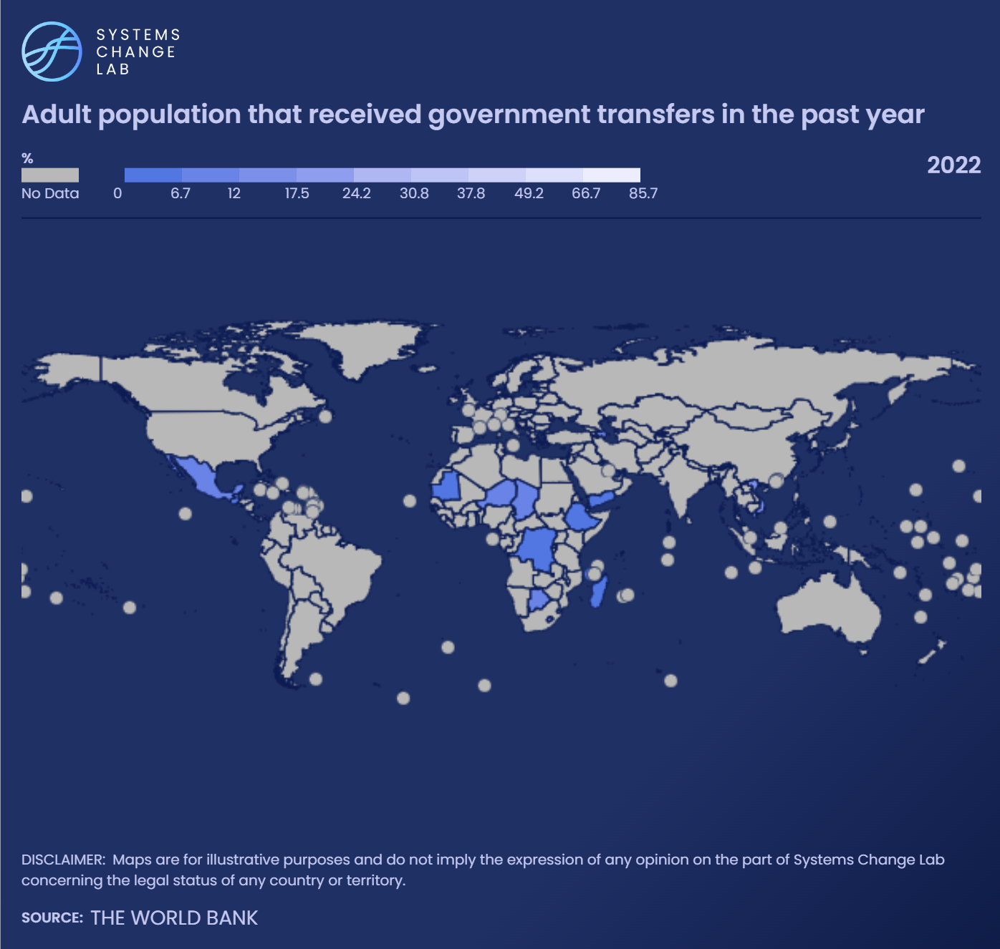 SYSTEMS
CHANGE
LAB
Adult population that received government transfers in the past year
%
2022
No Data 0 6.7 12 17.5 24.2 30.8 37.8 49.2 66.7 85.7
DISCLAIMER: Maps are for illustrative purposes and do not imply the expression of any opinion on the part of Systems Change Lab
concerning the legal status of any country or territory.
SOURCE: THE WORLD BANK